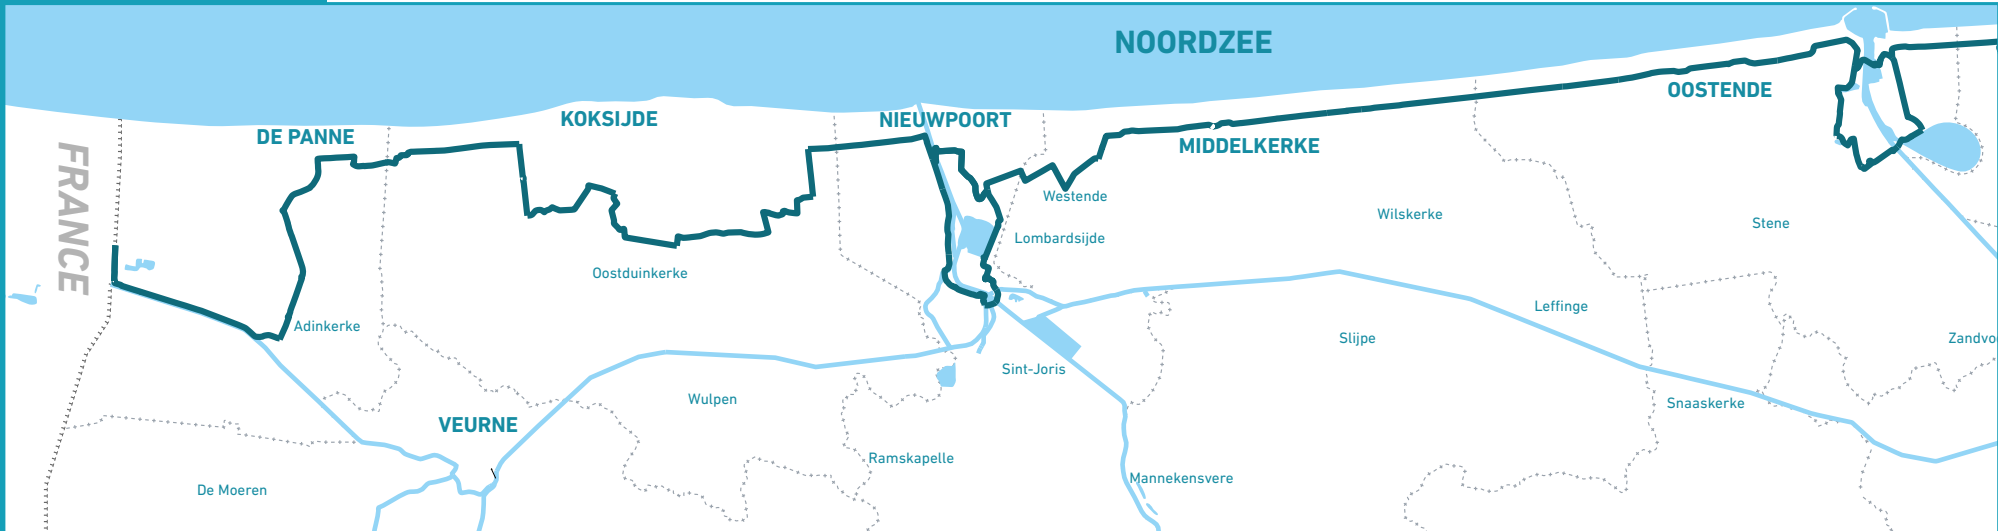 NOORDZEE
OOSTENDE
KOKSIJDE
NIEUWPOORT
DE PANNE
MIDDELKERKE
FRANCE
Westende
Wilskerke
Stene
Lombardsijde
Oostduinkerke
Leffinge
Adinkerke
Slijpe
Zandvo
Sint-Joris
Wulpen
Snaaskerke
VEURNE
Ramskapelle
Mannekensvere
De Moeren